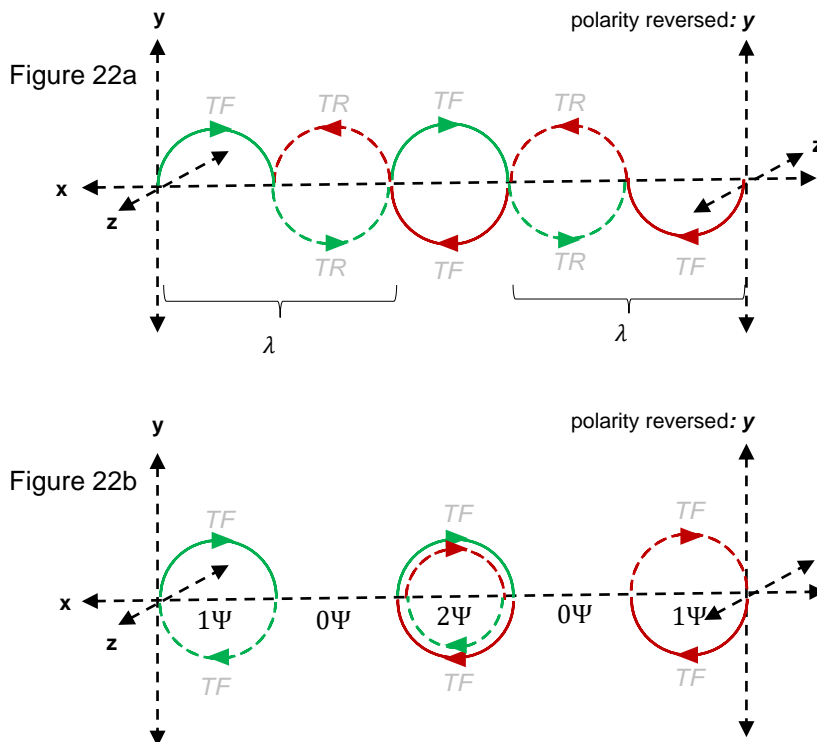 y
polarity reversed: y
Figure 22a
TF
TR
TF
TR
z
x
z
TR
TF
TR
TF
λ
λ
y
polarity reversed: y
Figure 22b
TF
TF
TF
x
1Ψ
0Ψ
2Ψ
0Ψ
1Ψ
z
TF
TF
TF